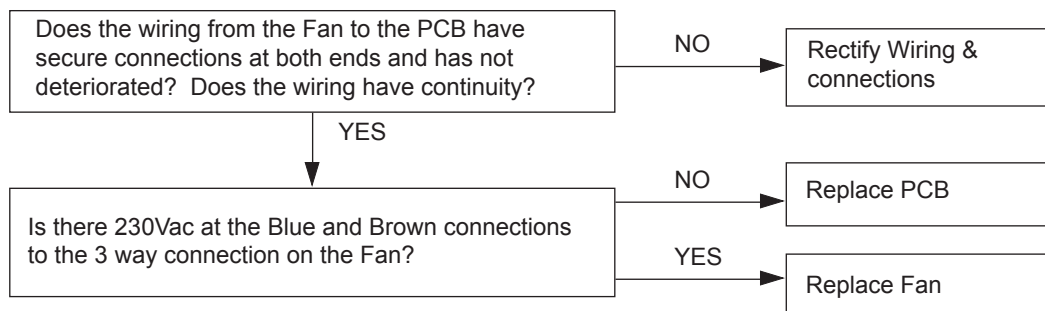 Does the wiring from the Fan to the PCB have
secure connections at both ends and has not
deteriorated?  Does the wiring have continuity?
NO
Rectify Wiring &
connections
YES
Is there 230Vac at the Blue and Brown connections
to the 3 way connection on the Fan?
NO
Replace PCB
YES
Replace Fan